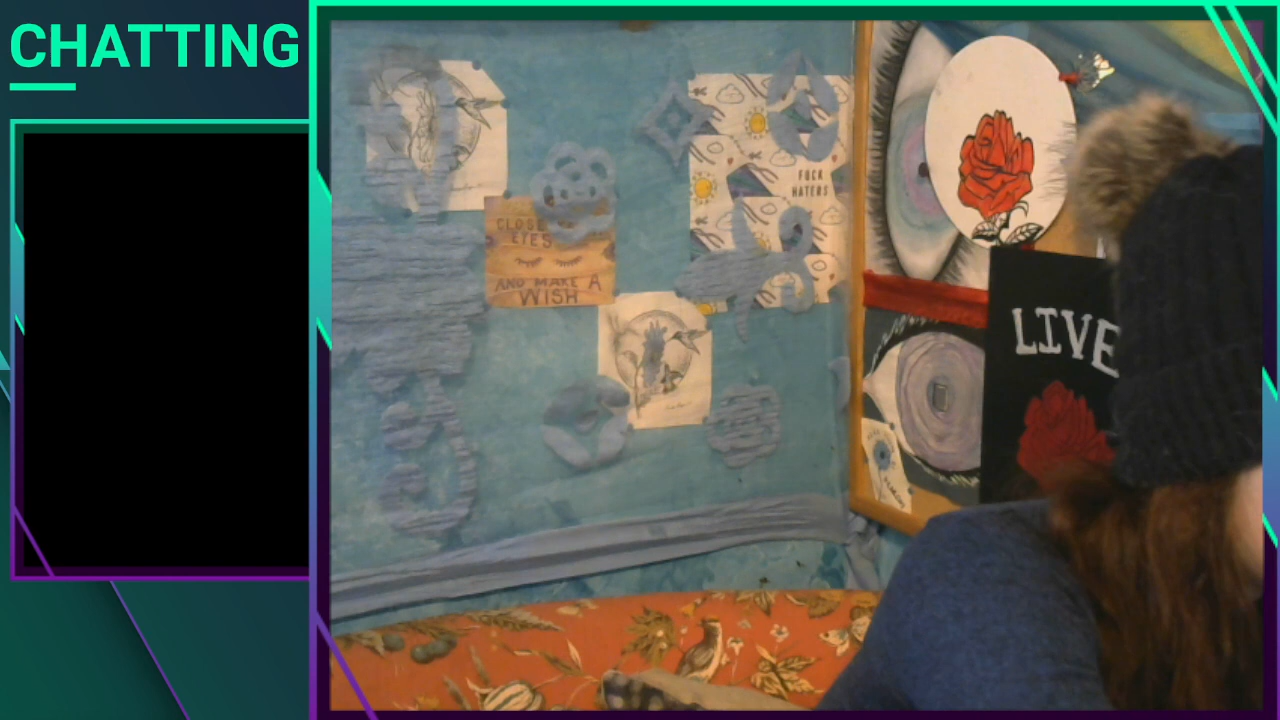 CHATTING
FUCK
HATERS
CLOSE
EYES
AND MAKE A
WISH
LIVE